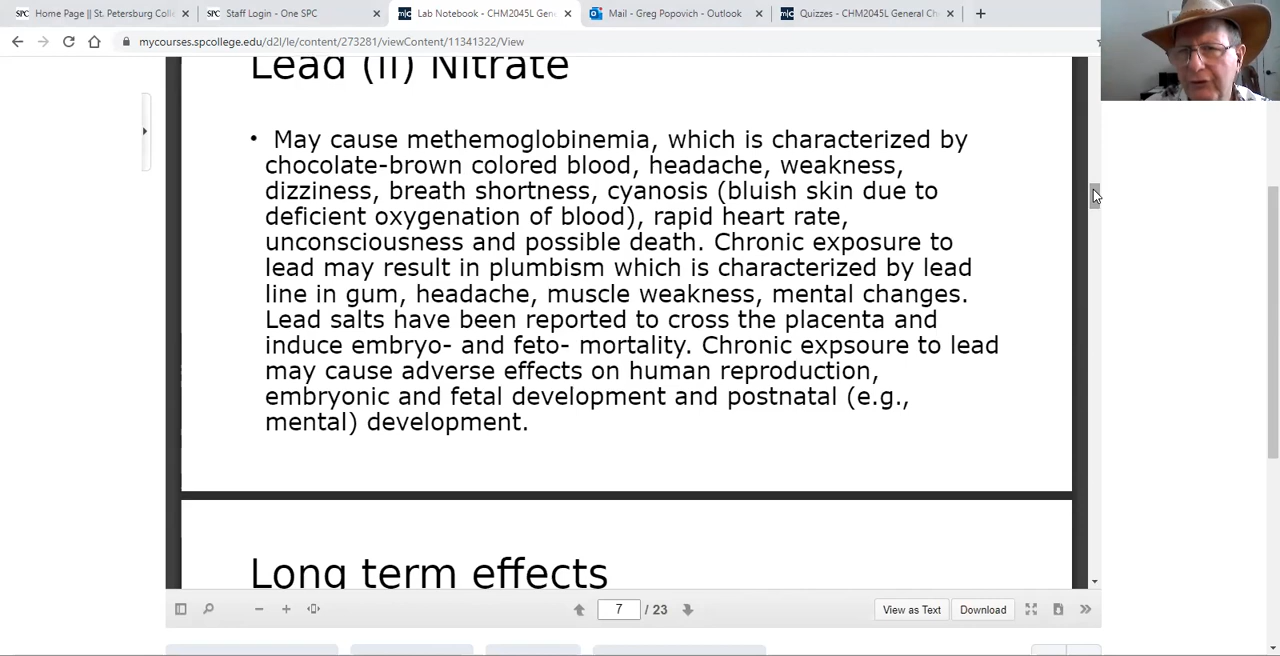 Home Page || St. Petersburg Coll
Staff Login - One SPC
Lab Notebook - CHM2045L Gen
Mail - Greg Popovich - Outlook
Quizzes - CHM2045L General Ch
mycourses.spcollege.edu/d2l/le/content/273281/viewContent/11341322/View
Lead (II) Nitrate
• May cause methemoglobinemia, which is characterized by
chocolate-brown colored blood, headache, weakness,
dizziness, breath shortness, cyanosis (bluish skin due to
deficient oxygenation of blood), rapid heart rate,
unconsciousness and possible death. Chronic exposure to
lead may result in plumbism which is characterized by lead
line in gum, headache, muscle weakness, mental changes.
Lead salts have been reported to cross the placenta and
induce embryo- and feto- mortality. Chronic expsoure to lead
may cause adverse effects on human reproduction,
embryonic and fetal development and postnatal (e.g.,
mental) development.
Long term effects
7 / 23
View as Text
Download